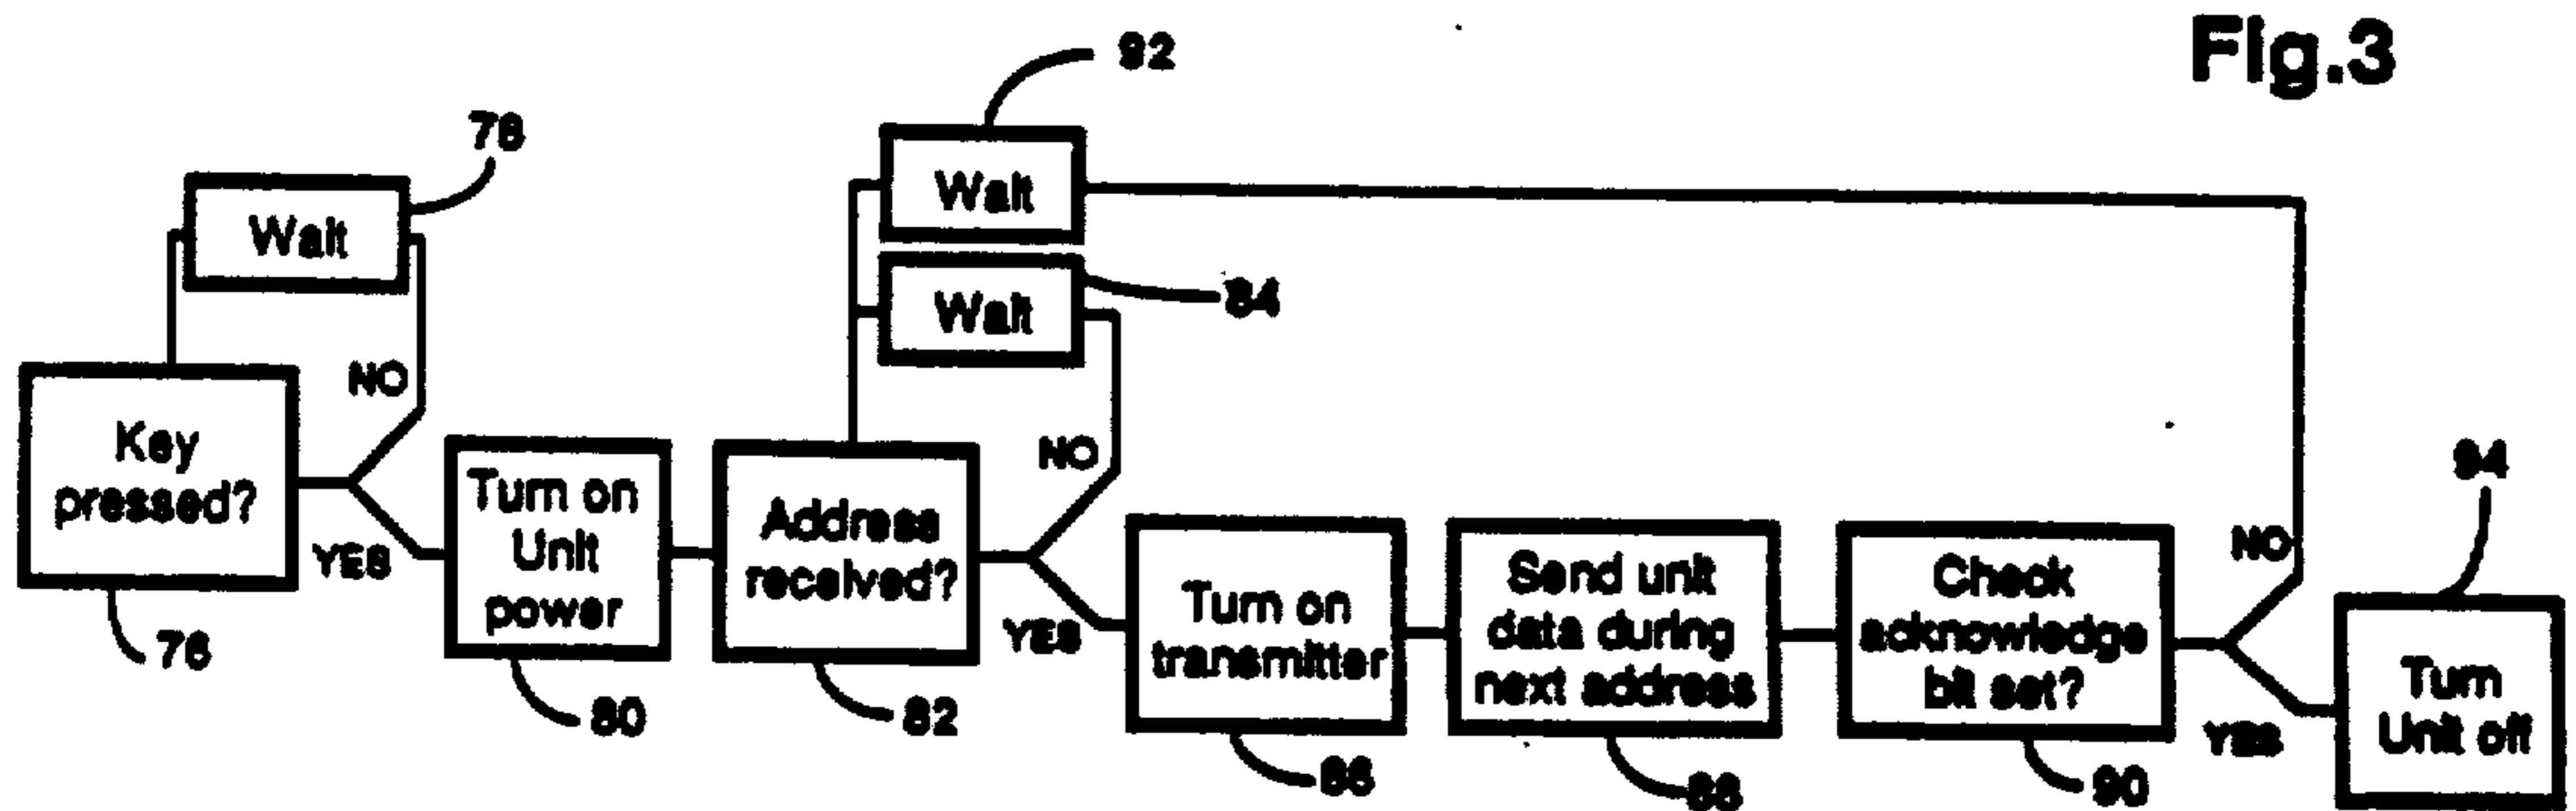 Fig.3
92
78
Wait
Wait
84
Wait
NO
Key
pressed?
YES
76
Turn on
Unit
power
80
NO
Address
received?
YES
82
Turn on
transmitter
86
Send unit
data during
next address
88
Check
acknowledge
bit set?
90
NO
YES
94
Turn
Unit off